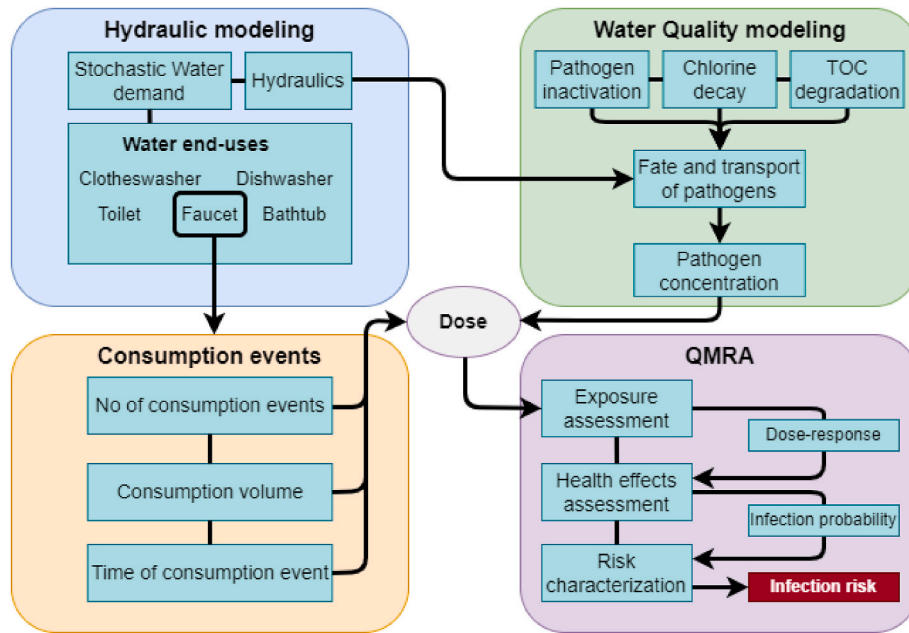 Hydraulic modeling
Stochastic Water
demand
Hydraulics
Water end-uses
Clotheswasher
Dishwasher
Toilet
Faucet
Bathtub
Water Quality modeling
Pathogen
inactivation
Chlorine
decay
TOC
degradation
Fate and transport
of pathogens
Pathogen
concentration
Dose
Consumption events
No of consumption events
Consumption volume
Time of consumption event
QMRA
Exposure
assessment
Dose-response
Health effects
assessment
Infection probability
Risk
characterization
Infection risk